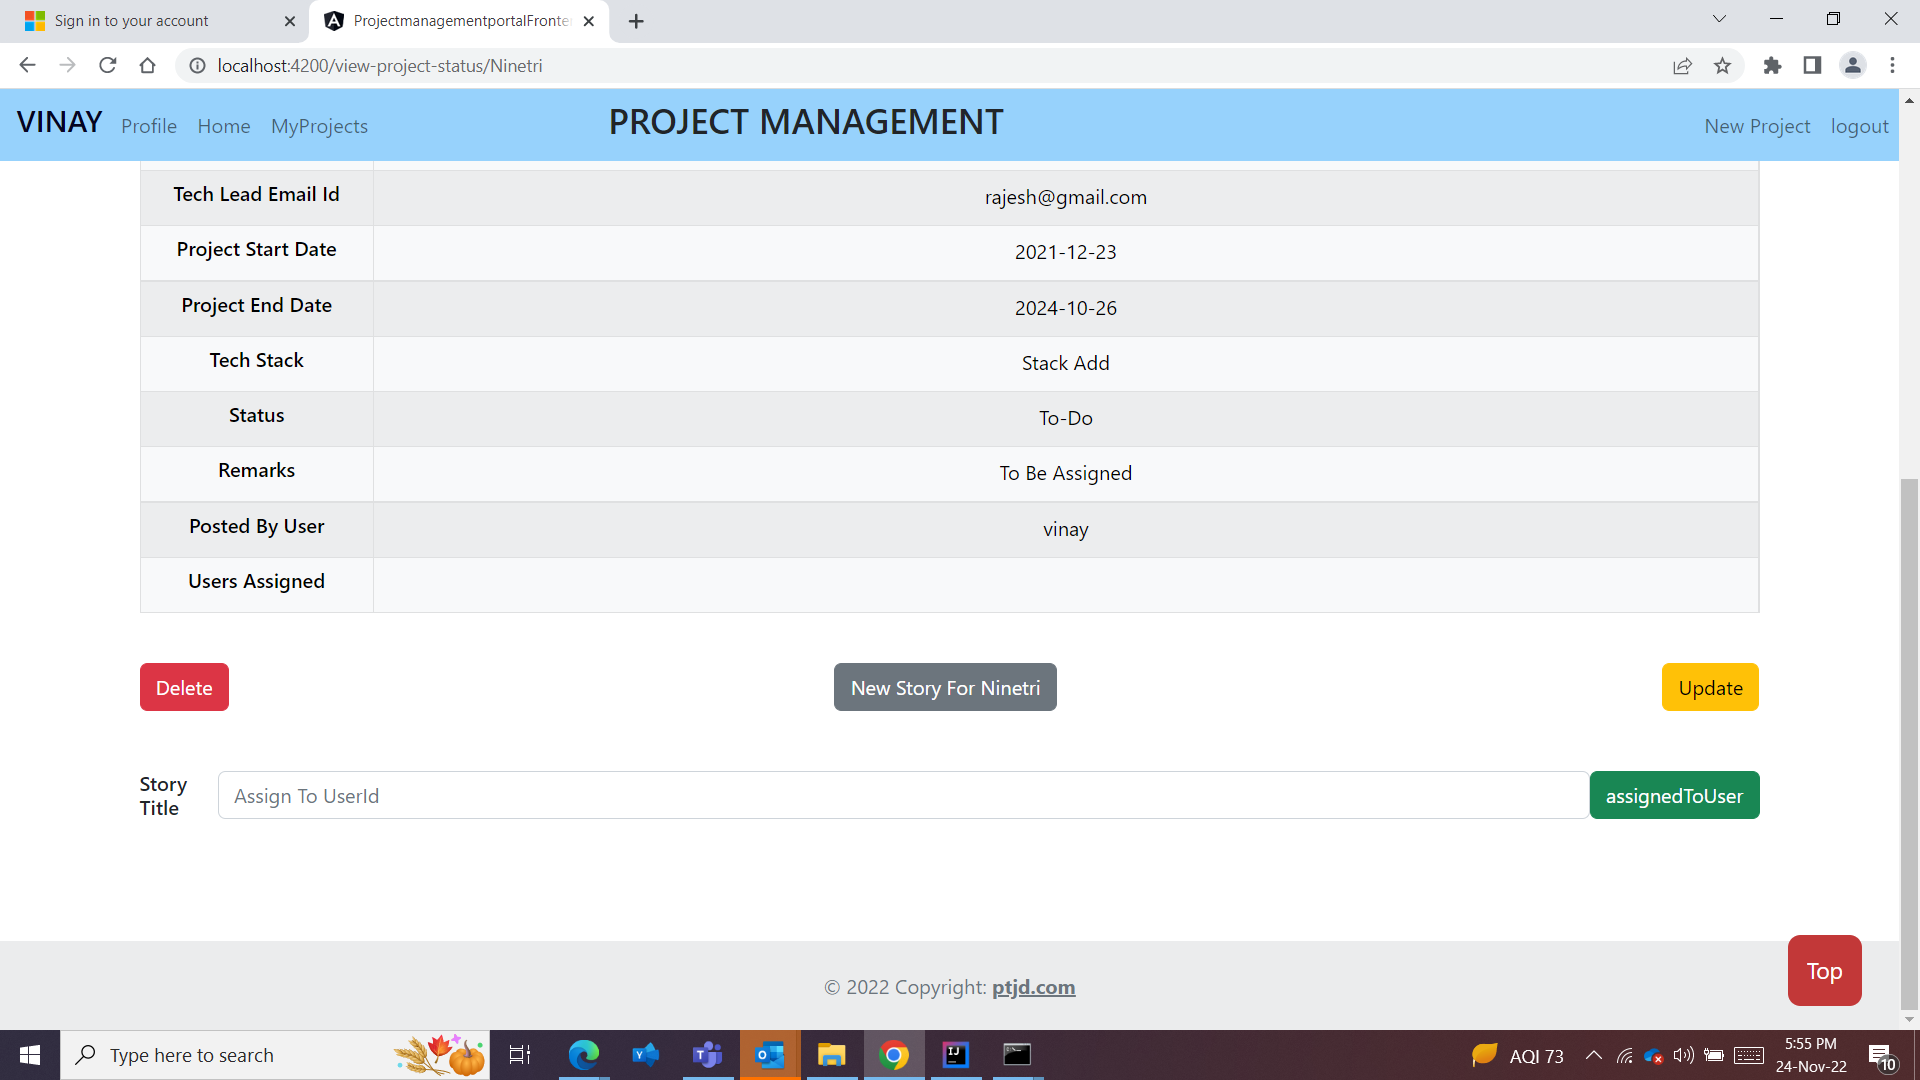 Sign in to your account
ProjectmanagementportalFronte
localhost:4200/view-project-status/Ninetri
VINAY Profile Home MyProjects PROJECT MANAGEMENT New Project logout
Tech Lead Email Id rajesh@gmail.com
Project Start Date 2021-12-23
Project End Date 2024-10-26
Tech Stack Stack Add
Status To-Do
Remarks To Be Assigned
Posted By User vinay
Users Assigned
Delete New Story For Ninetri Update
Story
Title
Assign To UserId
assignedToUser
© 2022 Copyright: ptjd.com
Top
Type here to search
AQI 73
5:55 PM
24-Nov-22
10